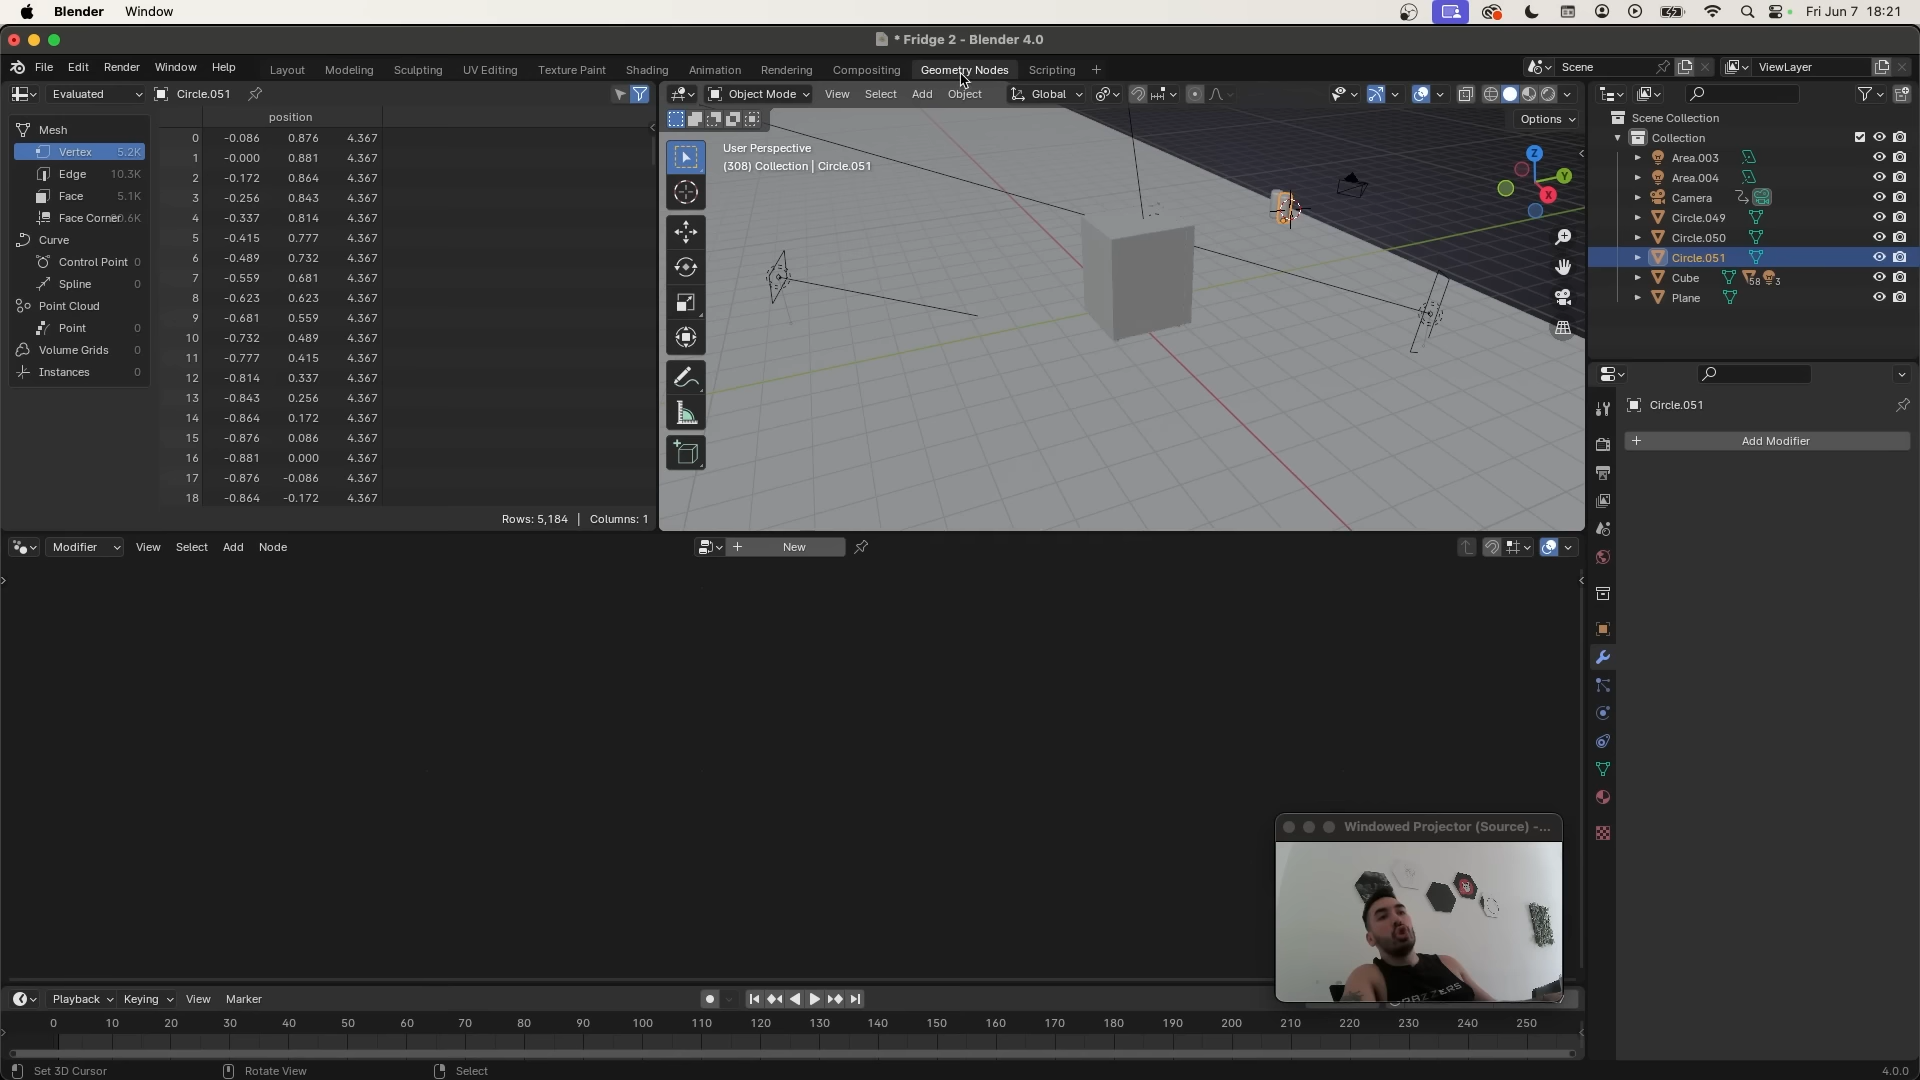 Blender Window Fri Jun 7 18:21
* Fridge 2 - Blender 4.0
File Edit Render Window Help Layout Modeling Sculpting UV Editing Texture Paint Shading Animation Rendering Compositing Geometry Nodes Scripting + Scene ViewLayer
Evaluated Circle.051
Object Mode View Select Add Object Global
Options
position
0 -0.086 0.876 4.367
1 -0.000 0.881 4.367
2 -0.172 0.864 4.367
3 -0.256 0.843 4.367
4 -0.337 0.814 4.367
5 -0.415 0.777 4.367
6 -0.489 0.732 4.367
7 -0.559 0.681 4.367
8 -0.623 0.623 4.367
9 -0.681 0.559 4.367
10 -0.732 0.489 4.367
11 -0.777 0.415 4.367
12 -0.814 0.337 4.367
13 -0.843 0.256 4.367
14 -0.864 0.172 4.367
15 -0.876 0.086 4.367
16 -0.881 0.000 4.367
17 -0.876 -0.086 4.367
18 -0.864 -0.172 4.367
Rows: 5,184 | Columns: 1
Mesh
Vertex 5.2K
Edge 10.3K
Face 5.1K
Face Corner
Curve
Control Point 0
Spline 0
Point Cloud
Point 0
Volume Grids 0
Instances 0
User Perspective
(308) Collection | Circle.051
Z
Y
X
Scene Collection
Collection
Area.003
Area.004
Camera
Circle.049
Circle.050
Circle.051
Cube 58 3
Plane
Circle.051
+ Add Modifier
Modifier View Select Add Node + New
Windowed Projector (Source) -...
Playback Keying View Marker
0 10 20 30 40 50 60 70 80 90 100 110 120 130 140 150 160 170 180 190 200 210 220 230 240 250
Set 3D Cursor Rotate View Select 4.0.0